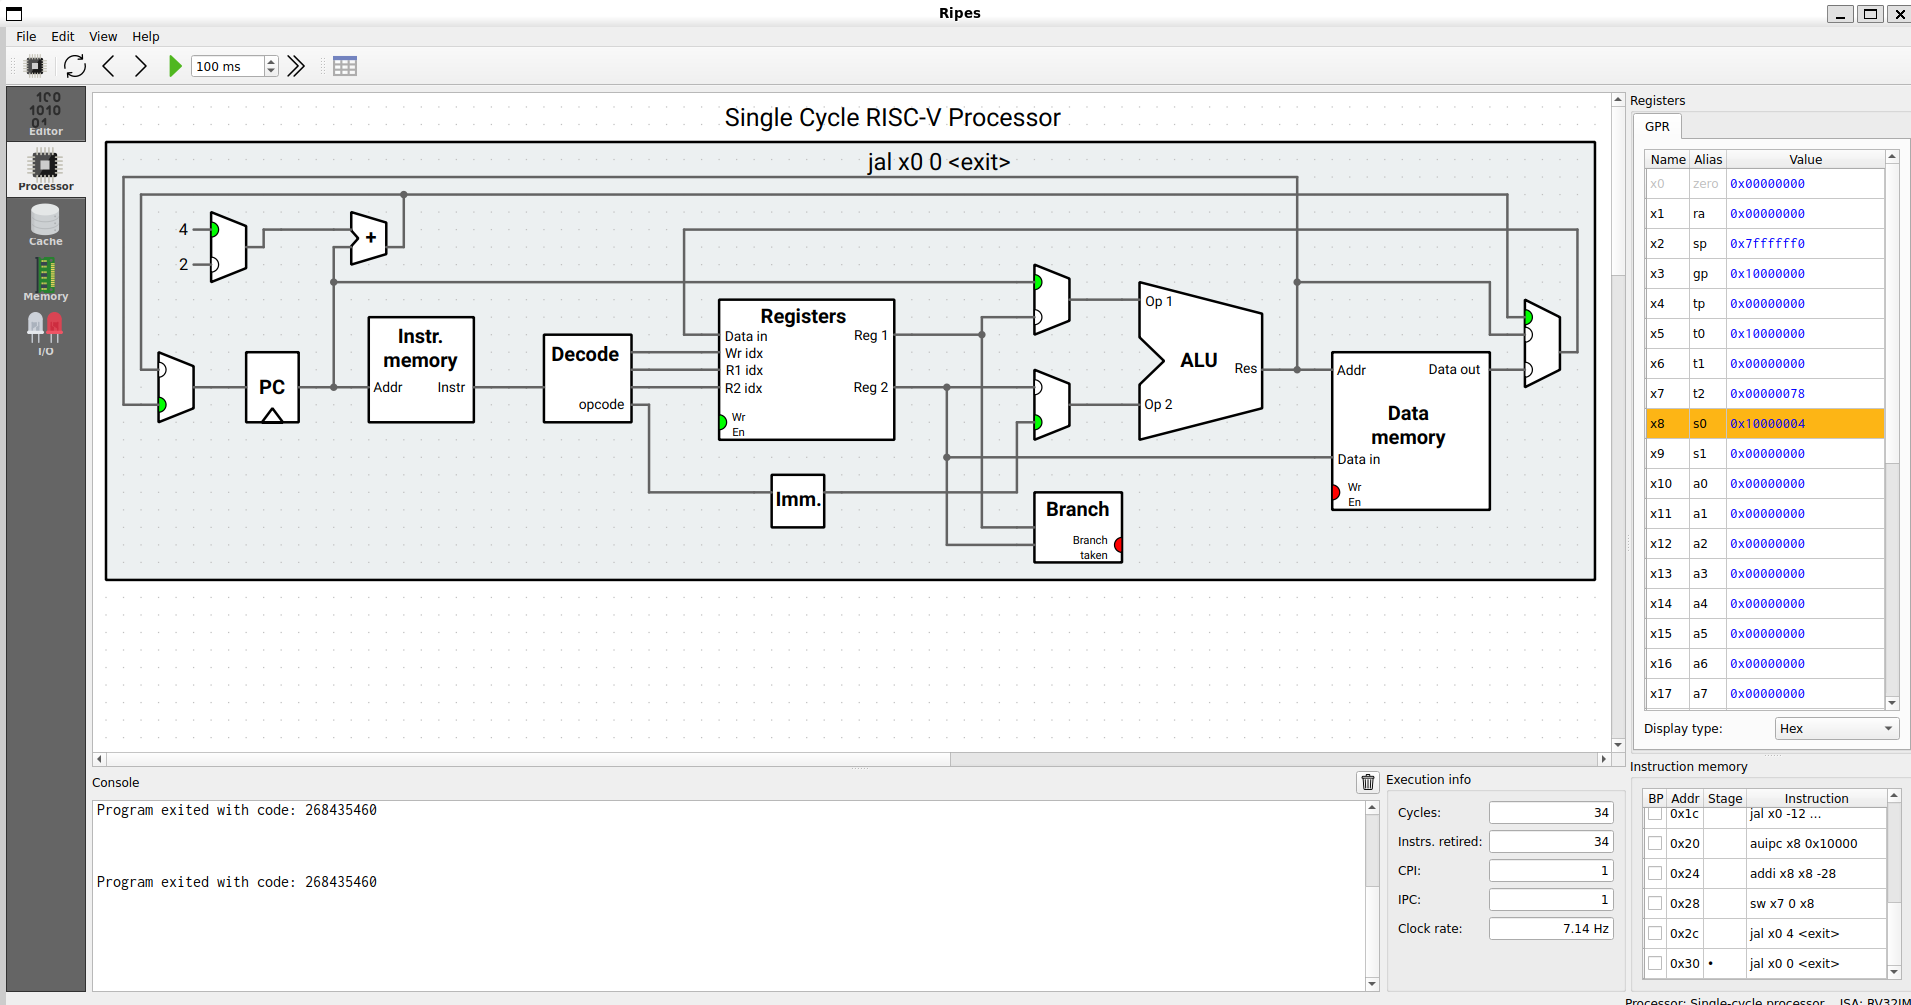 Ripes
File Edit View Help
100 ms
Editor
Processor
Cache
Memory
I/O
Single Cycle RISC-V Processor
jal x0 0 <exit>
4
2
+
PC
Instr. memory
Addr Instr
Decode
opcode
Registers
Data in
Wr idx
R1 idx
R2 idx
Wr En
Reg 1
Reg 2
Imm.
Op 1
Op 2
ALU
Res
Branch
Branch taken
Addr Data out
Data memory
Data in
Wr En
Registers
GPR
Name Alias Value
x0 zero 0x00000000
x1 ra 0x00000000
x2 sp 0x7ffffff0
x3 gp 0x10000000
x4 tp 0x00000000
x5 t0 0x10000000
x6 t1 0x00000000
x7 t2 0x00000078
x8 s0 0x10000004
x9 s1 0x00000000
x10 a0 0x00000000
x11 a1 0x00000000
x12 a2 0x00000000
x13 a3 0x00000000
x14 a4 0x00000000
x15 a5 0x00000000
x16 a6 0x00000000
x17 a7 0x00000000
Display type: Hex
Console
Program exited with code: 268435460
Program exited with code: 268435460
Execution info
Cycles: 34
Instrs. retired: 34
CPI: 1
IPC: 1
Clock rate: 7.14 Hz
Instruction memory
BP Addr Stage Instruction
0x1c jal x0 -12 ...
0x20 auipc x8 0x10000
0x24 addi x8 x8 -28
0x28 sw x7 0 x8
0x2c jal x0 4 <exit>
0x30 • jal x0 0 <exit>
Processor: Single-cycle processor ISA: RV32IM